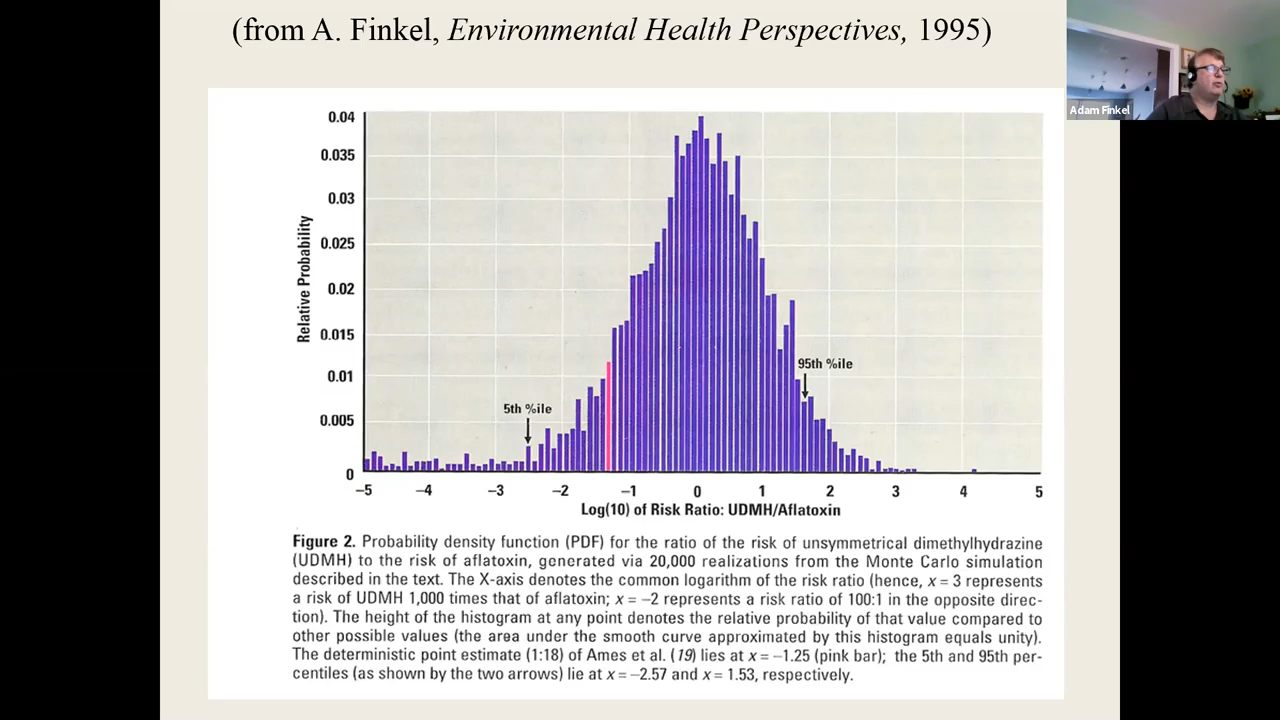 (from A. Finkel, Environmental Health Perspectives, 1995)
Adam Finkel
0.04
0.035
0.03
0.025
0.02
0.015
0.01
0.005
0
Relative Probability
5th %ile
95th %ile
–5 –4 –3 –2 –1 0 1 2 3 4 5
Log(10) of Risk Ratio: UDMH/Aflatoxin
Figure 2. Probability density function (PDF) for the ratio of the risk of unsymmetrical dimethylhydrazine
(UDMH) to the risk of aflatoxin, generated via 20,000 realizations from the Monte Carlo simulation
described in the text. The X-axis denotes the common logarithm of the risk ratio (hence, x = 3 represents
a risk of UDMH 1,000 times that of aflatoxin; x = –2 represents a risk ratio of 100:1 in the opposite direc-
tion). The height of the histogram at any point denotes the relative probability of that value compared to
other possible values (the area under the smooth curve approximated by this histogram equals unity).
The deterministic point estimate (1:18) of Ames et al. (19) lies at x = –1.25 (pink bar); the 5th and 95th per-
centiles (as shown by the two arrows) lie at x = –2.57 and x = 1.53, respectively.